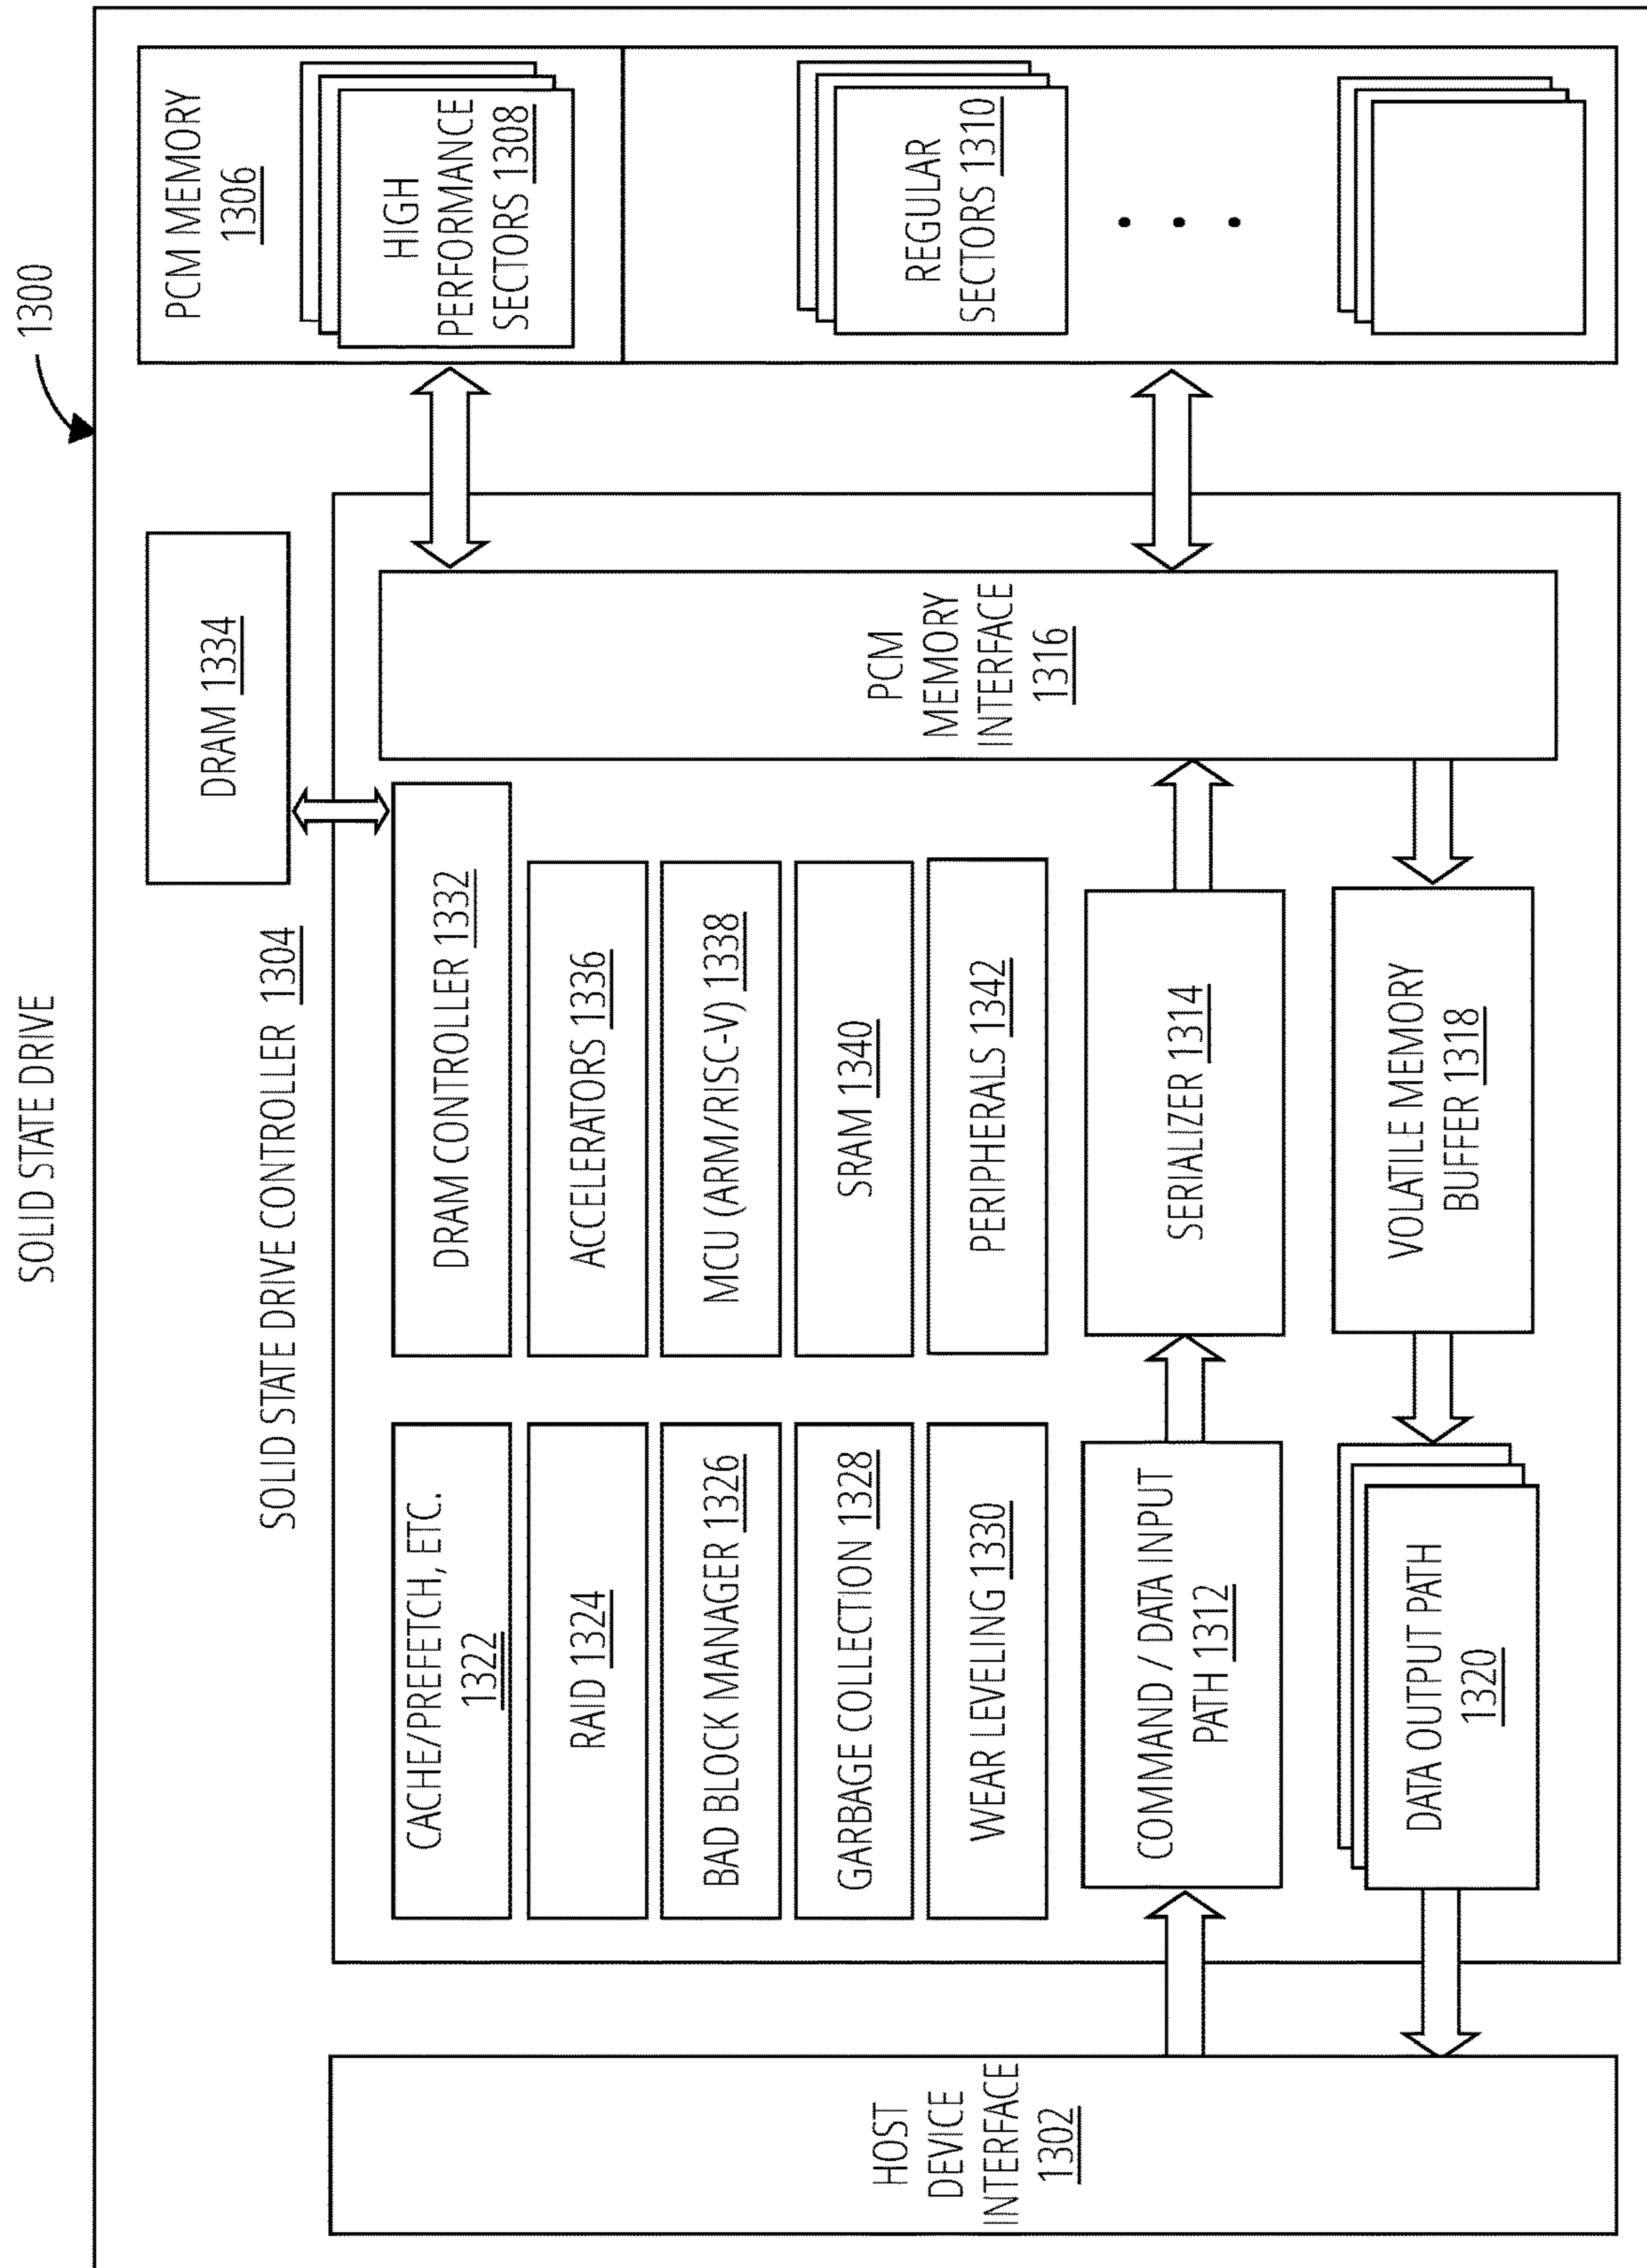 SOLID STATE DRIVE
1300
SOLID STATE DRIVE CONTROLLER 1304
DRAM 1334
PCM MEMORY
1306
HIGH
PERFORMANCE
SECTORS 1308
REGULAR
SECTORS 1310
HOST
DEVICE
INTERFACE
1302
CACHE/PREFETCH, ETC.
1322
RAID 1324
BAD BLOCK MANAGER 1326
GARBAGE COLLECTION 1328
WEAR LEVELING 1330
COMMAND / DATA INPUT
PATH 1312
DATA OUTPUT PATH
1320
DRAM CONTROLLER 1332
ACCELERATORS 1336
MCU (ARM/RISC-V) 1338
SRAM 1340
PERIPHERALS 1342
SERIALIZER 1314
VOLATILE MEMORY
BUFFER 1318
PCM
MEMORY
INTERFACE
1316